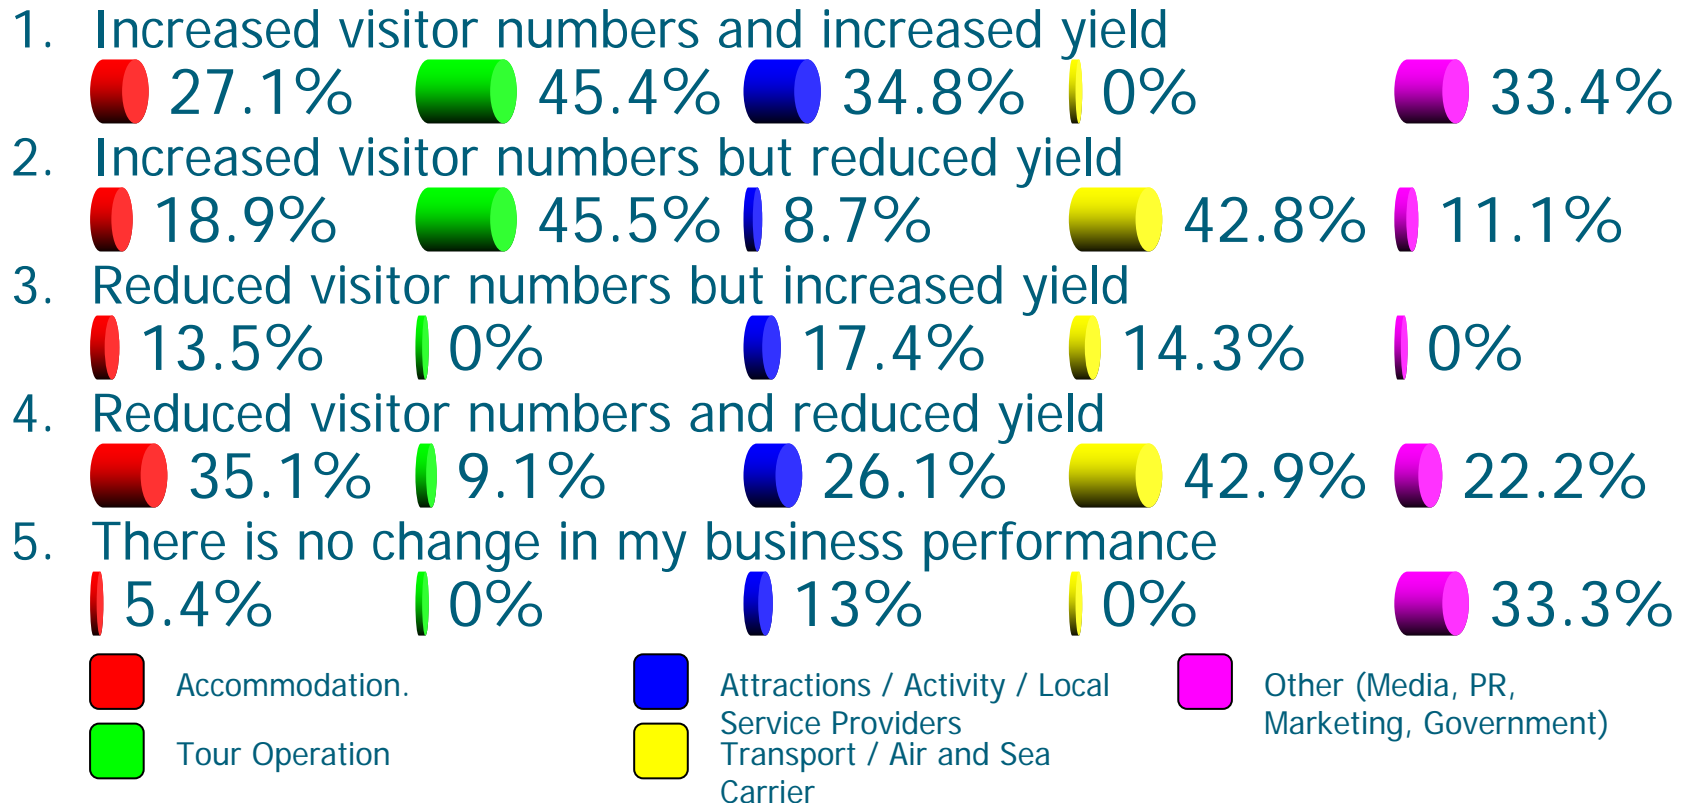 1. Increased visitor numbers and increased yield
27.1% 45.4% 34.8% 0% 33.4%
2. Increased visitor numbers but reduced yield
18.9% 45.5% 8.7% 42.8% 11.1%
3. Reduced visitor numbers but increased yield
13.5% 0% 17.4% 14.3% 0%
4. Reduced visitor numbers and reduced yield
35.1% 9.1% 26.1% 42.9% 22.2%
5. There is no change in my business performance
5.4% 0% 13% 0% 33.3%
Accommodation.
Tour Operation
Attractions / Activity / Local
Service Providers
Transport / Air and Sea
Carrier
Other (Media, PR,
Marketing, Government)